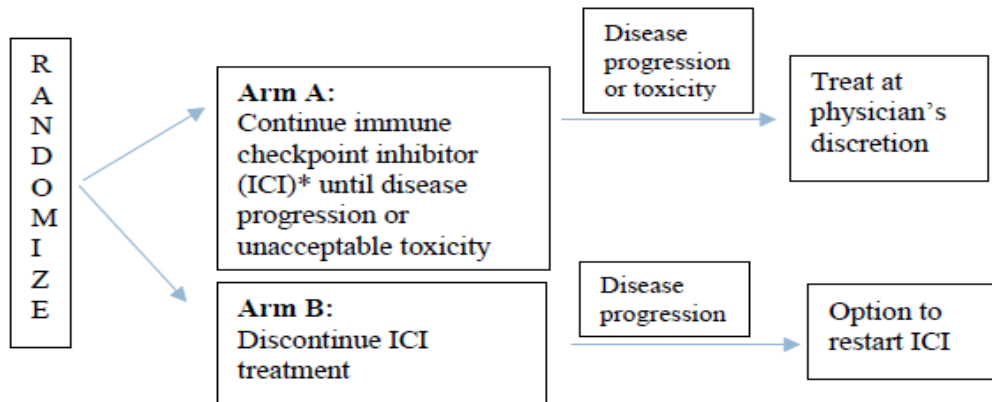 R
A
N
D
O
M
I
Z
E
Arm A:
Continue immune
checkpoint inhibitor
(ICI)* until disease
progression or
unacceptable toxicity
Disease
progression
or toxicity
Treat at
physician's
discretion
Arm B:
Discontinue ICI
treatment
Disease
progression
Option to
restart ICI